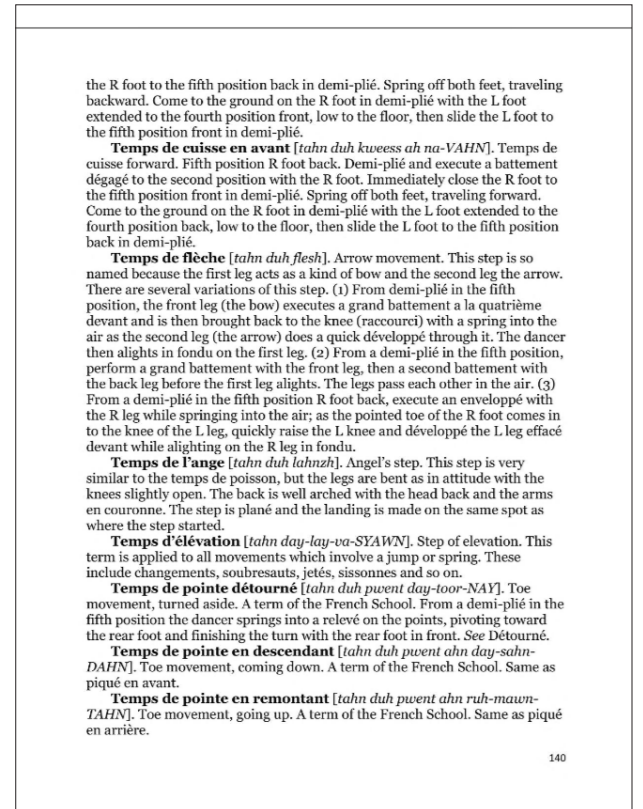 the R foot to the fifth position back in demi-plié. Spring off both feet, traveling
backward. Come to the ground on the R foot in demi-plié with the L foot
extended to the fourth position front, low to the floor, then slide the L foot to
the fifth position front in demi-plié.
Temps de cuisse en avant [tahn duh kweess ah na-VAHN]. Temps de
cuisse forward. Fifth position R foot back. Demi-plié and execute a battement
dégagé to the second position with the R foot. Immediately close the R foot to
the fifth position front in demi-plié. Spring off both feet, traveling forward.
Come to the ground on the R foot in demi-plié with the L foot extended to the
fourth position back, low to the floor, then slide the L foot to the fifth position
back in demi-plié.
Temps de flèche [tahn duh flesh]. Arrow movement. This step is so
named because the first leg acts as a kind of bow and the second leg the arrow.
There are several variations of this step. (1) From demi-plié in the fifth
position, the front leg (the bow) executes a grand battement a la quatrième
devant and is then brought back to the knee (raccourci) with a spring into the
air as the second leg (the arrow) does a quick développé through it. The dancer
then alights in fondu on the first leg. (2) From a demi-plié in the fifth position,
perform a grand battement with the front leg, then a second battement with
the back leg before the first leg alights. The legs pass each other in the air. (3)
From a demi-plié in the fifth position R foot back, execute an enveloppé with
the R leg while springing into the air; as the pointed toe of the R foot comes in
to the knee of the L leg, quickly raise the L knee and développé the L leg effacé
devant while alighting on the R leg in fondu.
Temps de l'ange [tahn duh lahnzh]. Angel's step. This step is very
similar to the temps de poisson, but the legs are bent as in attitude with the
knees slightly open. The back is well arched with the head back and the arms
en couronne. The step is plané and the landing is made on the same spot as
where the step started.
Temps d'élévation [tahn day-lay-va-SYAWN]. Step of elevation. This
term is applied to all movements which involve a jump or spring. These
include changements, soubresauts, jetés, sissonnes and so on.
Temps de pointe détourné [tahn duh pwent day-toor-NAY]. Toe
movement, turned aside. A term of the French School. From a demi-plié in the
fifth position the dancer springs into a relevé on the points, pivoting toward
the rear foot and finishing the turn with the rear foot in front. See Détourné.
Temps de pointe en descendant [tahn duh pwent ahn day-sahn-
DAHN]. Toe movement, coming down. A term of the French School. Same as
piqué en avant.
Temps de pointe en remontant [tahn duh pwent ahn ruh-mawn-
TAHN]. Toe movement, going up. A term of the French School. Same as piqué
en arrière.
140